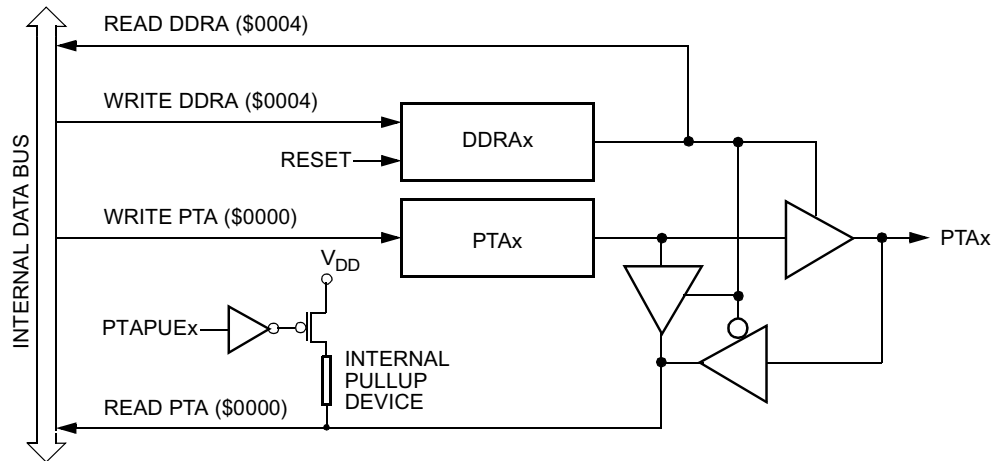 READ DDRA ($0004)
WRITE DDRA ($0004)
DDRAx
RESET
WRITE PTA ($0000)
PTAx
PTAx
VDD
PTAPUEx
INTERNAL
PULLUP
DEVICE
READ PTA ($0000)
INTERNAL DATA BUS